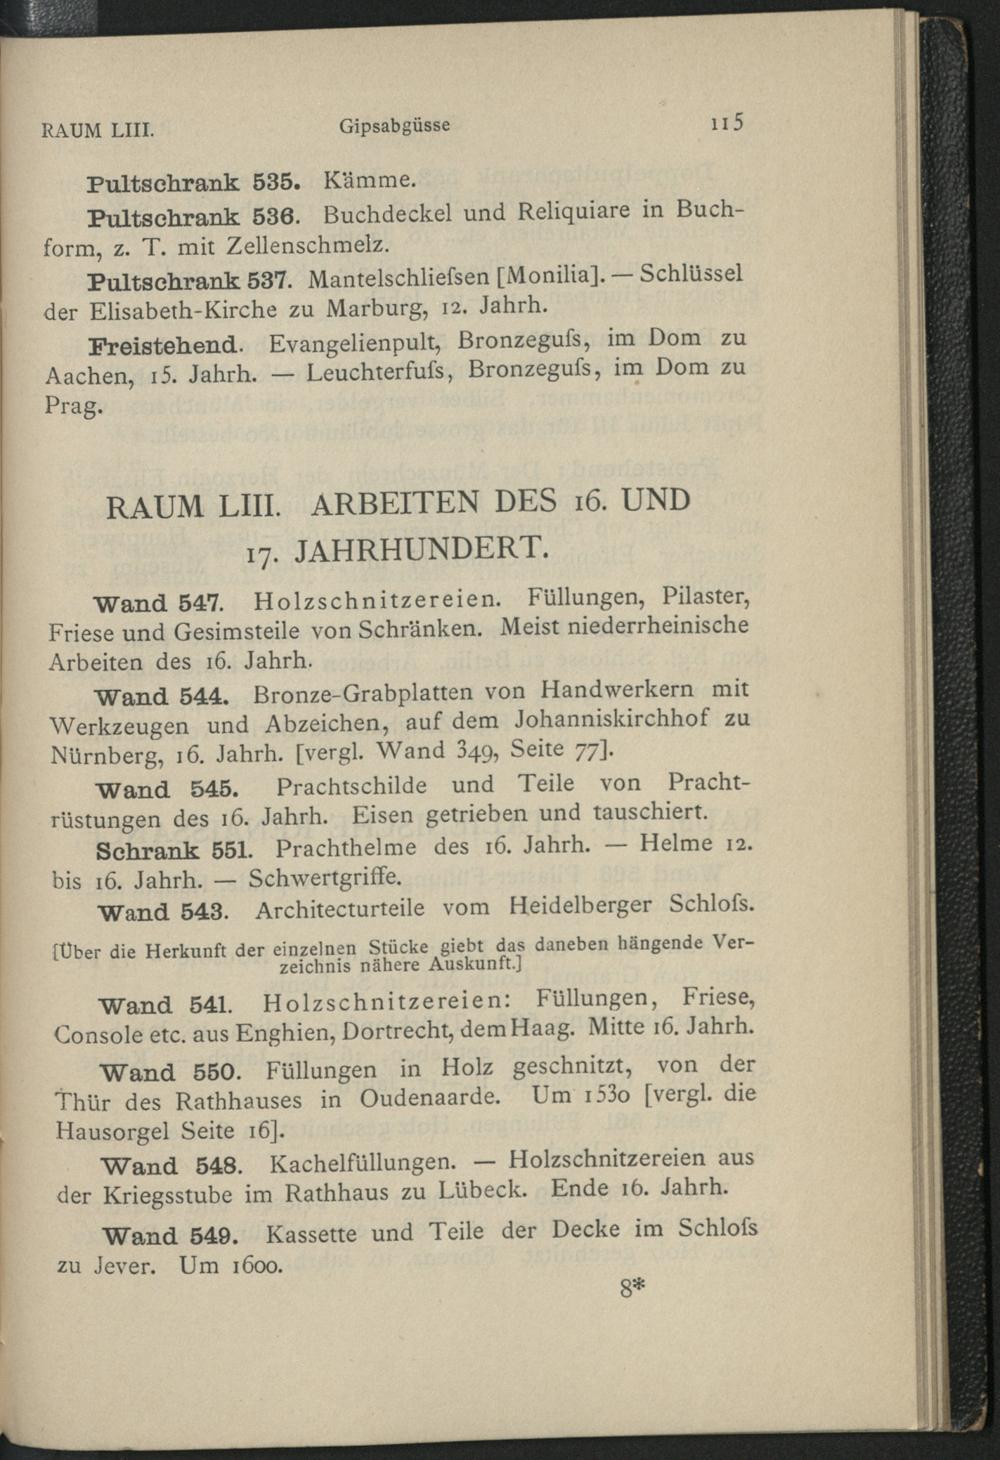 RAUM LIII. Gipsabgüsse 115
Pultschrank 535. Kämme.
Pultschrank 536. Buchdeckel und Reliquiare in Buch-
form, z. T. mit Zellenschmelz.
Pultschrank 537. Mantelschlieſsen [Monilia]. — Schlüssel
der Elisabeth-Kirche zu Marburg, 12. Jahrh.
Freistehend. Evangelienpult, Bronzeguſs, im Dom zu
Aachen, 15. Jahrh. — Leuchterfuſs, Bronzeguſs, im Dom zu
Prag.
RAUM LIII. ARBEITEN DES 16. UND
17. JAHRHUNDERT.
Wand 547. Holzschnitzereien. Füllungen, Pilaster,
Friese und Gesimsteile von Schränken. Meist niederrheinische
Arbeiten des 16. Jahrh.
Wand 544. Bronze-Grabplatten von Handwerkern mit
Werkzeugen und Abzeichen, auf dem Johanniskirchhof zu
Nürnberg, 16. Jahrh. [vergl. Wand 349, Seite 77].
Wand 545. Prachtschilde und Teile von Pracht-
rüstungen des 16. Jahrh. Eisen getrieben und tauschiert.
Schrank 551. Prachthelme des 16. Jahrh. — Helme 12.
bis 16. Jahrh. — Schwertgriffe.
Wand 543. Architecturteile vom Heidelberger Schloſs.
[Über die Herkunft der einzelnen Stücke giebt das daneben hängende Ver-
zeichnis nähere Auskunft.]
Wand 541. Holzschnitzereien: Füllungen, Friese,
Console etc. aus Enghien, Dortrecht, dem Haag. Mitte 16. Jahrh.
Wand 550. Füllungen in Holz geschnitzt, von der
Thür des Rathhauses in Oudenaarde. Um 1530 [vergl. die
Hausorgel Seite 16].
Wand 548. Kachelfüllungen. — Holzschnitzereien aus
der Kriegsstube im Rathhaus zu Lübeck. Ende 16. Jahrh.
Wand 549. Kassette und Teile der Decke im Schloſs
zu Jever. Um 1600.
8*